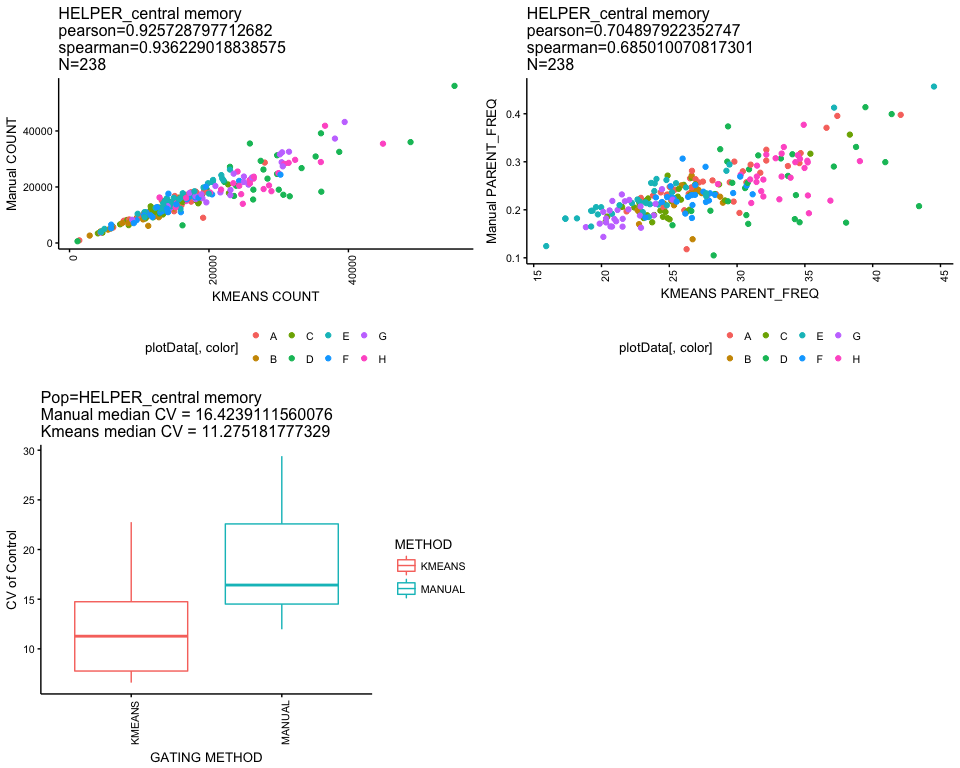 HELPER_central memory
pearson=0.925728797712682
spearman=0.936229018838575
N=238
Manual COUNT
40000
20000
0
0
20000
40000
KMEANS COUNT
plotData[, color]
A C E G
B D F H
HELPER_central memory
pearson=0.704897922352747
spearman=0.685010070817301
N=238
Manual PARENT_FREQ
0.4
0.3
0.2
0.1
15
20
25
30
35
40
45
KMEANS PARENT_FREQ
plotData[, color]
A C E G
B D F H
Pop=HELPER_central memory
Manual median CV = 16.4239111560076
Kmeans median CV = 11.275181777329
CV of Control
30
25
20
15
10
KMEANS
MANUAL
GATING METHOD
METHOD
KMEANS
MANUAL